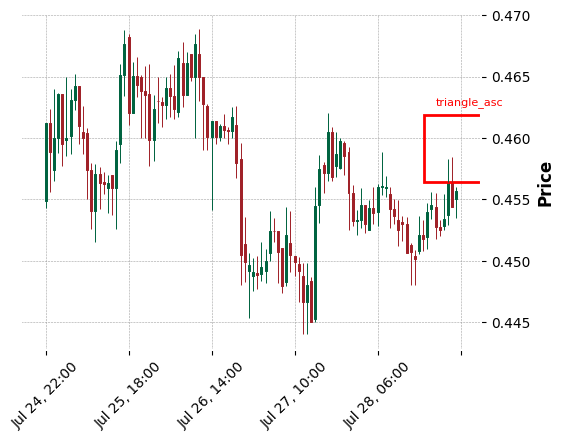 0.470
0.465
triangle_asc
0.460
0.455
0.450
0.445
Price
Jul 24, 22:00
Jul 25, 18:00
Jul 26, 14:00
Jul 27, 10:00
Jul 28, 06:00